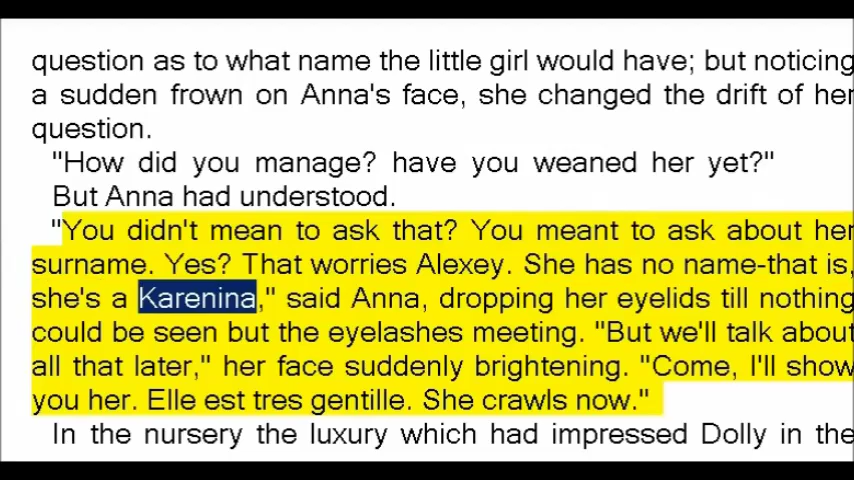 question as to what name the little girl would have; but noticing
a sudden frown on Anna's face, she changed the drift of her
question.
"How did you manage? have you weaned her yet?"
But Anna had understood.
"You didn't mean to ask that? You meant to ask about her
surname. Yes? That worries Alexey. She has no name-that is,
she's a Karenina," said Anna, dropping her eyelids till nothing
could be seen but the eyelashes meeting. "But we'll talk about
all that later," her face suddenly brightening. "Come, I'll show
you her. Elle est tres gentille. She crawls now."
In the nursery the luxury which had impressed Dolly in the